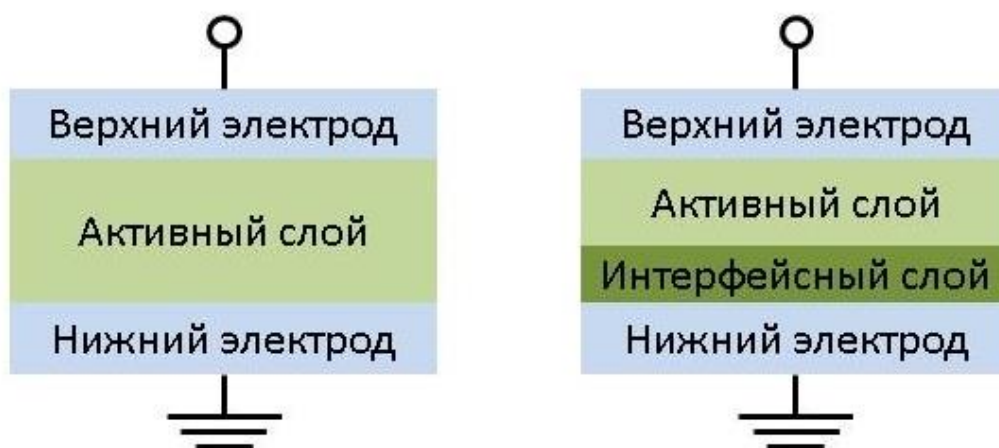 Верхний электрод
Активный слой
Нижний электрод
Верхний электрод
Активный слой
Интерфейсный слой
Нижний электрод